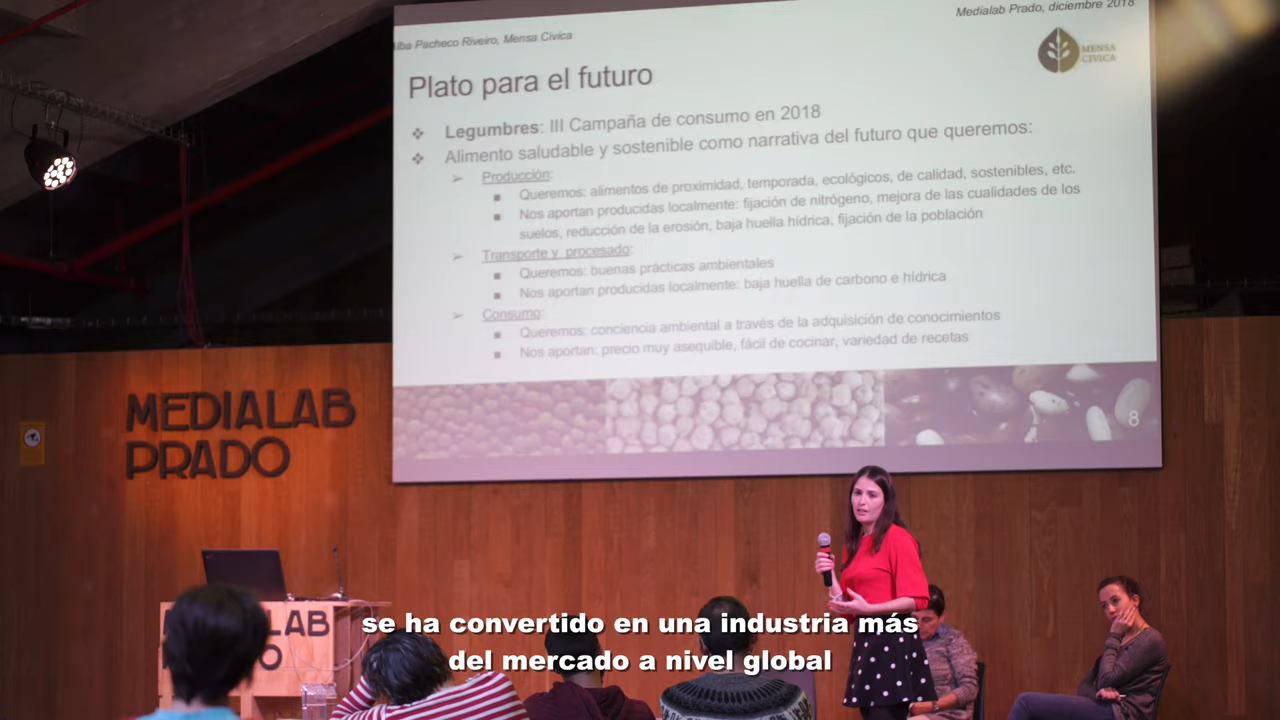 Medialab Prado, diciembre 2018
Alba Pacheco Riveiro, Mensa Cívica
MENSA
CIVICA
Plato para el futuro
❖ Legumbres: III Campaña de consumo en 2018
❖ Alimento saludable y sostenible como narrativa del futuro que queremos:
➢ Producción:
■ Queremos: alimentos de proximidad, temporada, ecológicos, de calidad, sostenibles, etc.
■ Nos aportan producidas localmente: fijación de nitrógeno, mejora de las cualidades de los
suelos, reducción de la erosión, baja huella hídrica, fijación de la población
➢ Transporte y procesado:
■ Queremos: buenas prácticas ambientales
■ Nos aportan producidas localmente: baja huella de carbono e hídrica
➢ Consumo:
■ Queremos: conciencia ambiental a través de la adquisición de conocimientos
■ Nos aportan: precio muy asequible, fácil de cocinar, variedad de recetas
8
MEDIALAB
PRADO
se ha convertido en una industria más
del mercado a nivel global